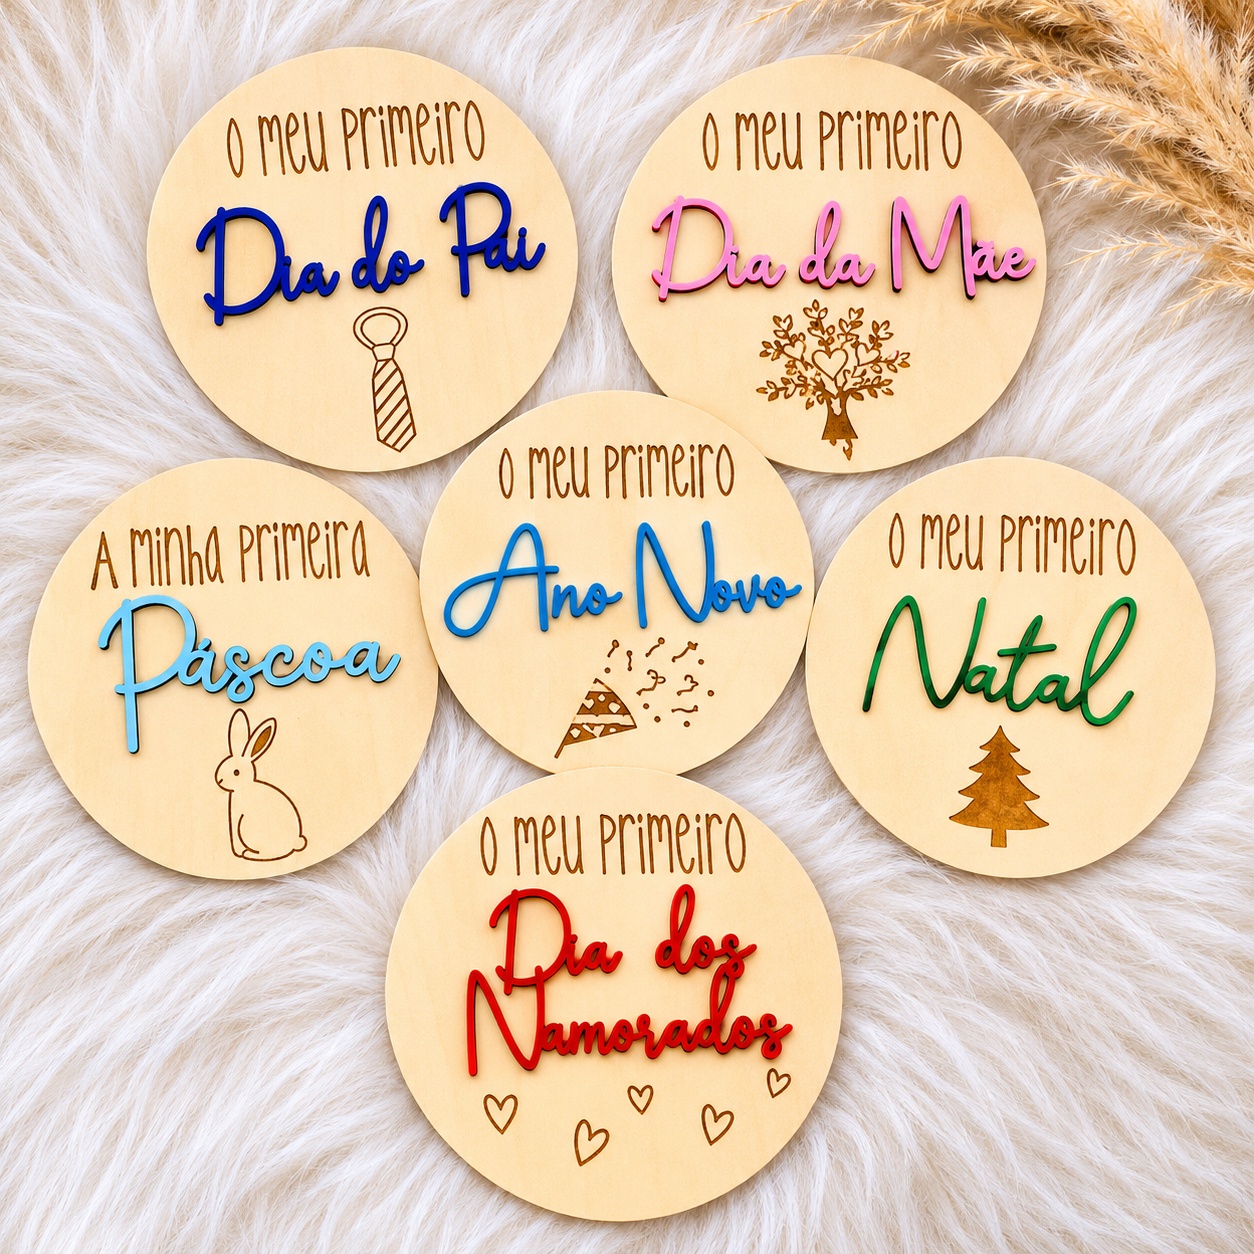 O MEU PRIMEIRO
Dia do Pai
O MEU PRIMEIRO
Dia da Mãe
A MINHA PRIMEIRA
Páscoa
O MEU PRIMEIRO
Ano Novo
O MEU PRIMEIRO
Natal
O MEU PRIMEIRO
Dia dos
Namorados